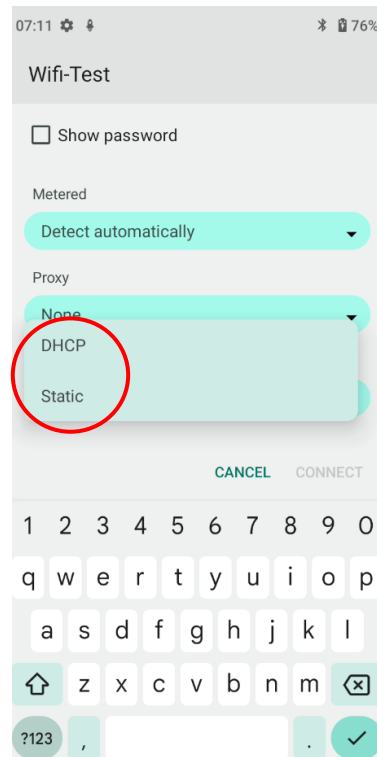 07:11 76%
Wifi-Test
Show password
Metered
Detect automatically
Proxy
None
DHCP
Static
CANCEL CONNECT
1 2 3 4 5 6 7 8 9 0
q w e r t y u i o p
a s d f g h j k l
z x c v b n m
?123 , .